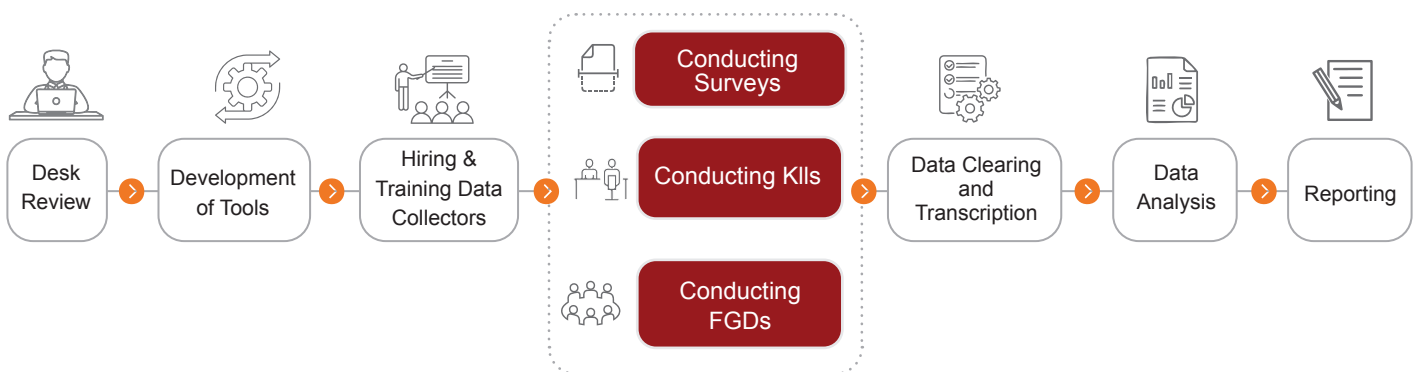 Desk
Review
Development
of Tools
Hiring &
Training Data
Collectors
Conducting
Surveys
Conducting KIIs
Conducting
FGDs
Data Clearing
and
Transcription
Data
Analysis
Reporting